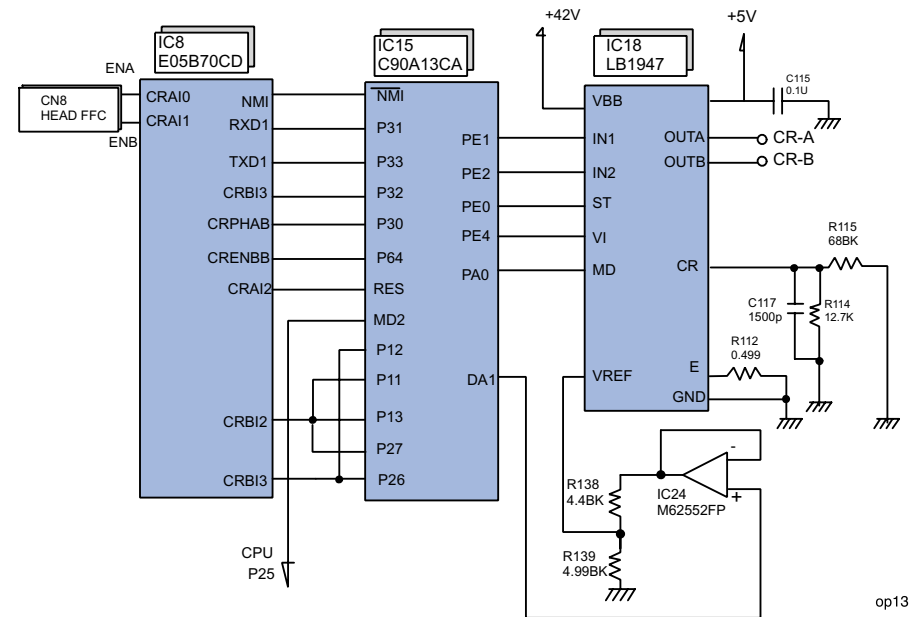 +42V
+5V
IC8
E05B70CD
IC15
C90A13CA
IC18
LB1947
ENA
CN8
HEAD FFC
ENB
CRAI0
CRAI1
NMI
RXD1
TXD1
CRBI3
CRPHAB
CRENBB
CRAI2
CRBI2
CRBI3
NMI
P31
P33
P32
P30
P64
RES
MD2
P12
P11
P13
P27
P26
PE1
PE2
PE0
PE4
PA0
DA1
VBB
IN1
IN2
ST
VI
MD
VREF
OUTA
OUTB
CR
E
GND
C115
0.1U
CR-A
CR-B
R115
68BK
C117
1500p
R114
12.7K
R112
0.499
R138
4.4BK
R139
4.99BK
-
+
IC24
M62552FP
CPU
P25
op13